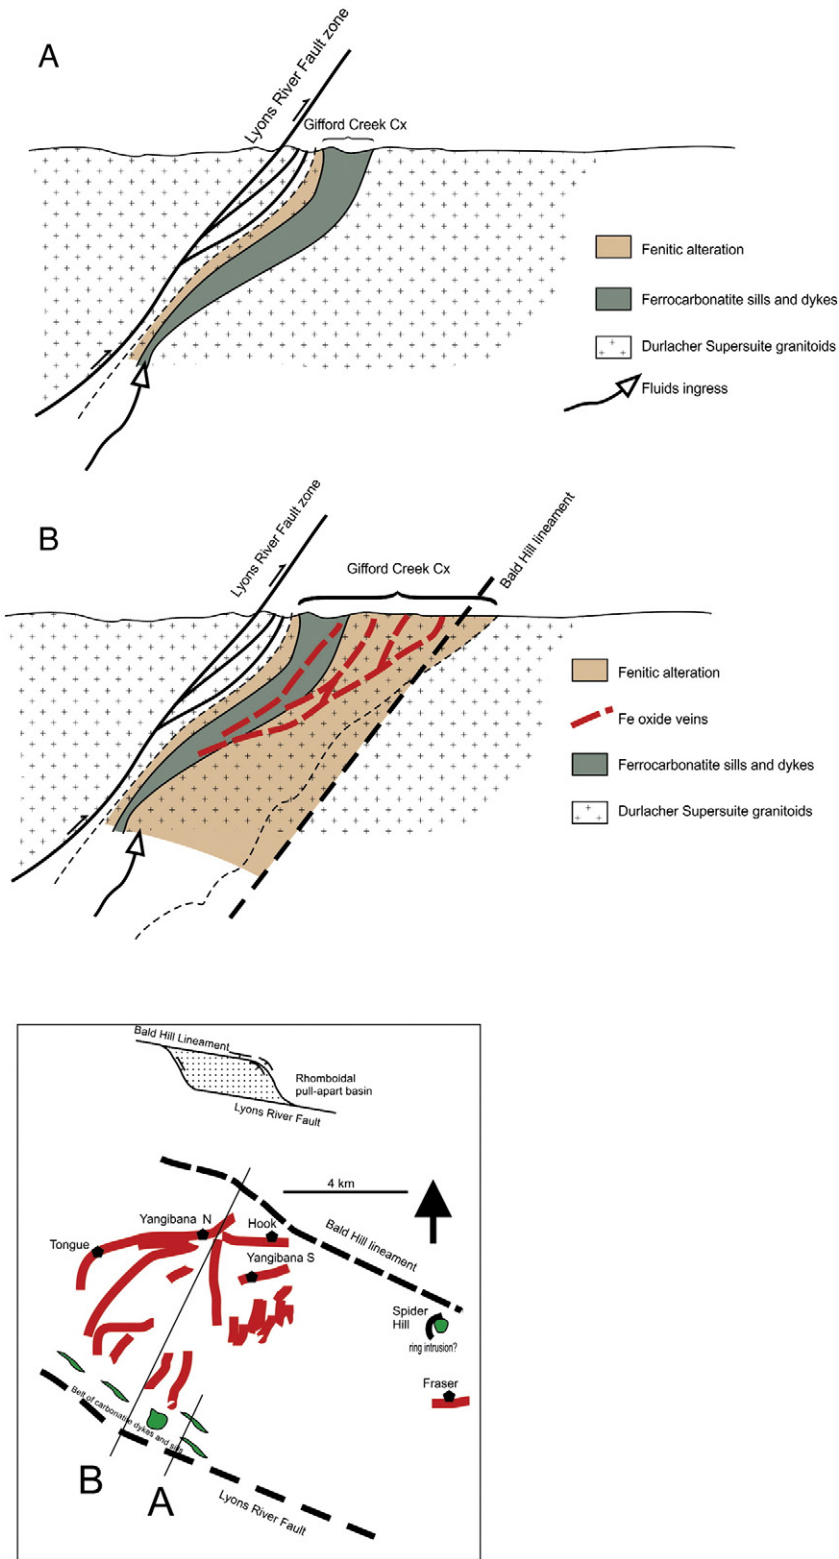 A
Lyons River Fault zone
Gifford Creek Cx
Fenitic alteration
Ferrocarbonatite sills and dykes
Durlacher Supersuite granitoids
Fluids ingress
B
Lyons River Fault zone
Gifford Creek Cx
Bald Hill lineament
Fenitic alteration
Fe oxide veins
Ferrocarbonatite sills and dykes
Durlacher Supersuite granitoids
Bald Hill Lineament
Rhomboidal
pull-apart basin
Lyons River Fault
4 km
Yangibana N
Hook
Tongue
Yangibana S
Bald Hill lineament
Spider
Hill
ring intrusion?
Fraser
Belt of carbonatite dykes and sills
B
A
Lyons River Fault